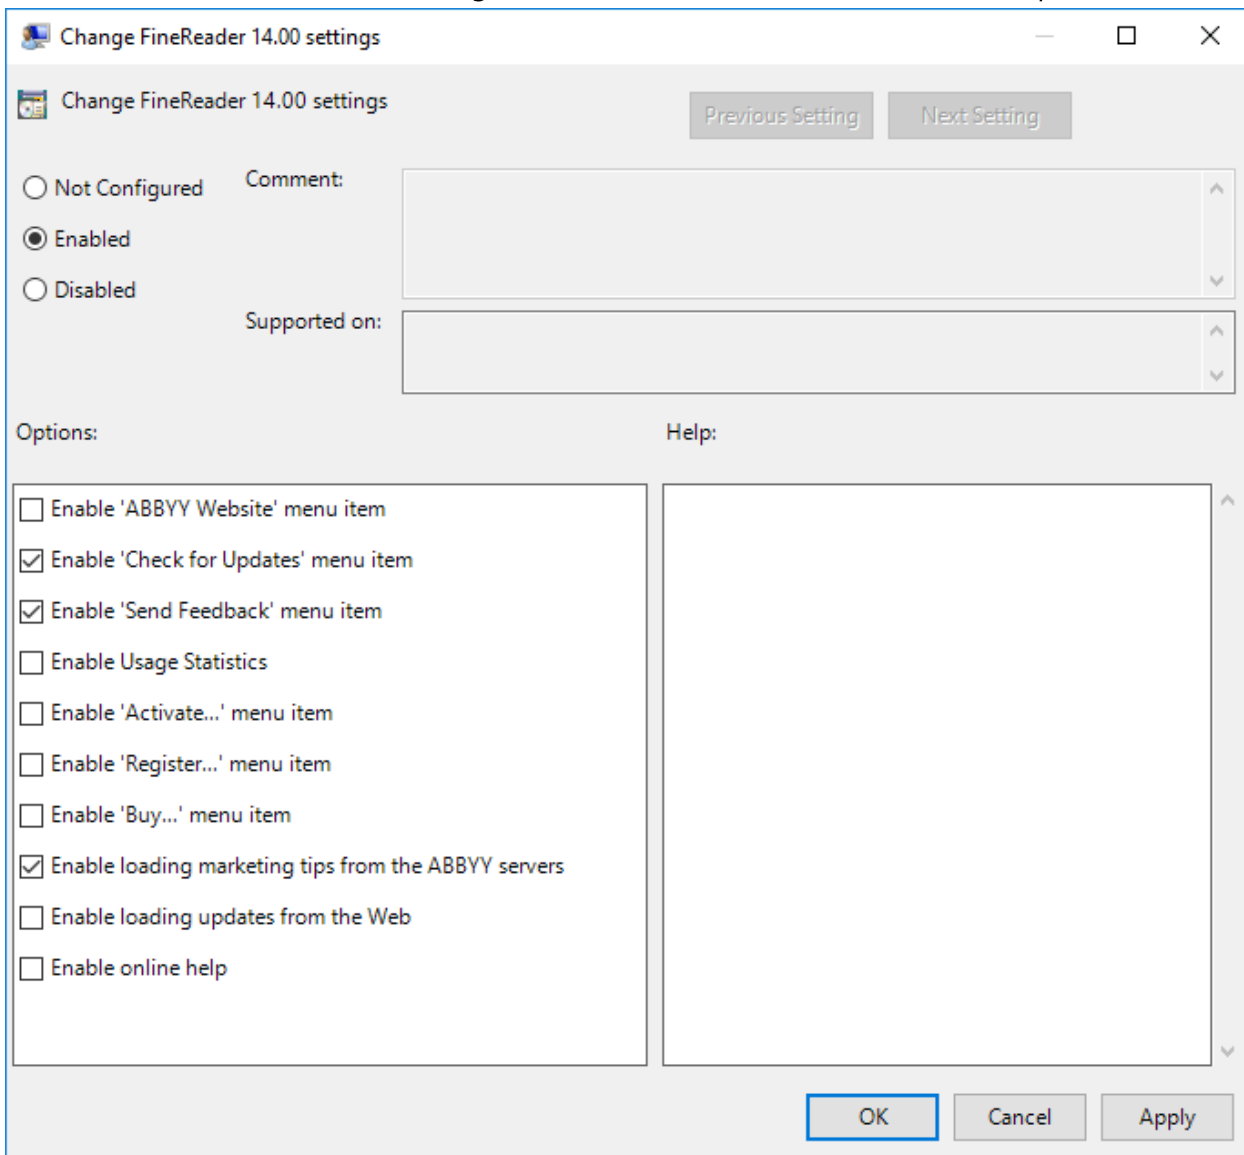 Change FineReader 14.00 settings
Change FineReader 14.00 settings
Previous Setting
Next Setting
Not Configured
Comment:
Enabled
Disabled
Supported on:
Options:
Help:
Enable 'ABBYY Website' menu item
Enable 'Check for Updates' menu item
Enable 'Send Feedback' menu item
Enable Usage Statistics
Enable 'Activate...' menu item
Enable 'Register...' menu item
Enable 'Buy...' menu item
Enable loading marketing tips from the ABBYY servers
Enable loading updates from the Web
Enable online help
OK
Cancel
Apply